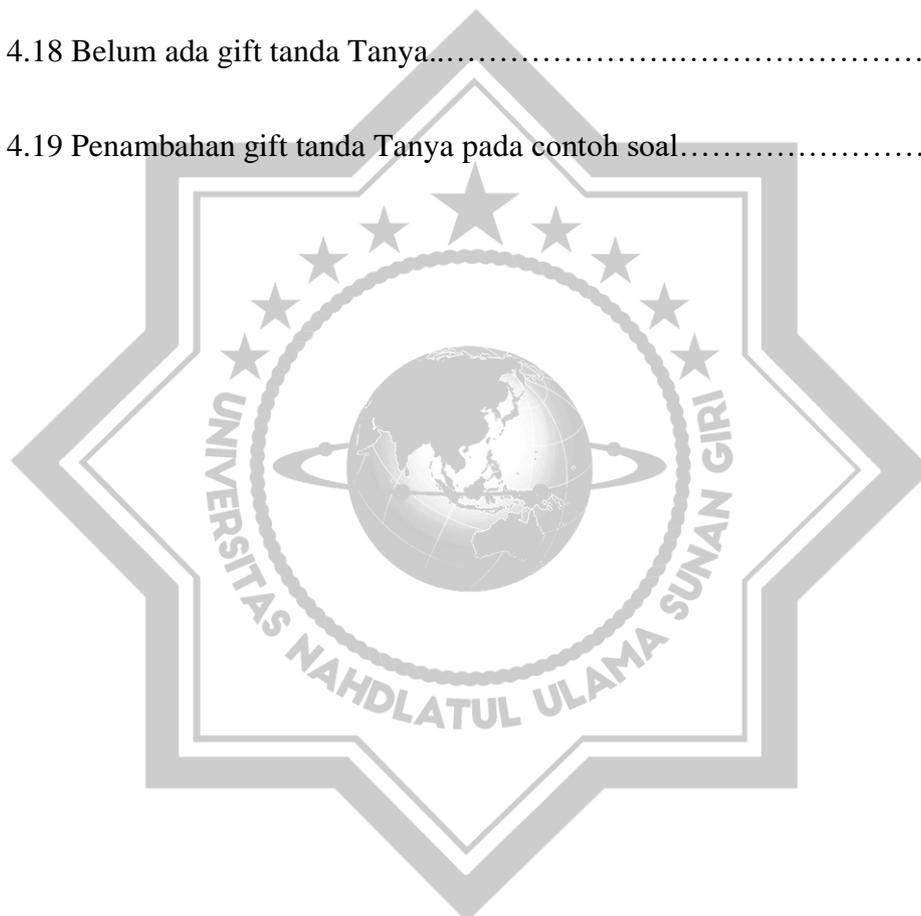 4.18 Belum ada gift tanda Tanya..……………………..………………………
4.19 Penambahan gift tanda Tanya pada contoh soal……………………
UNIVERSITAS NAHDLATUL ULAMA SUNAN GIRI